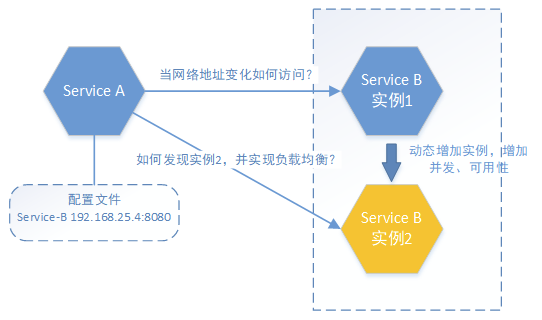 当网络地址变化如何访问？
Service A
Service B
实例1
如何发现实例2，并实现负载均衡？
动态增加实例，增加
并发、可用性
配置文件
Service-B 192.168.25.4:8080
Service B
实例2